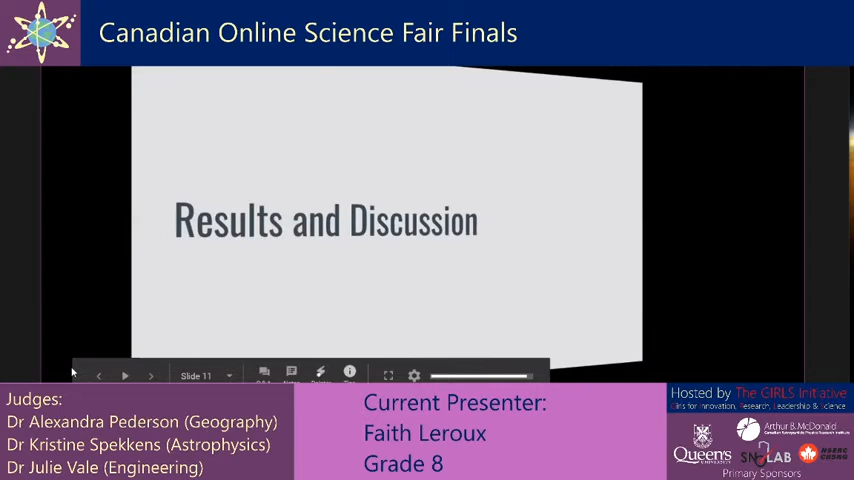 Canadian Online Science Fair Finals
Results and Discussion
Slide 11
Judges:
Dr Alexandra Pederson (Geography)
Dr Kristine Spekkens (Astrophysics)
Dr Julie Vale (Engineering)
Current Presenter:
Faith Leroux
Grade 8
Hosted by The GIRLS Initiative
Girls for Innovation, Research, Leadership & Science
Arthur B. McDonald
Queen's
SNOLAB
NSERC
CRSNG
Primary Sponsors